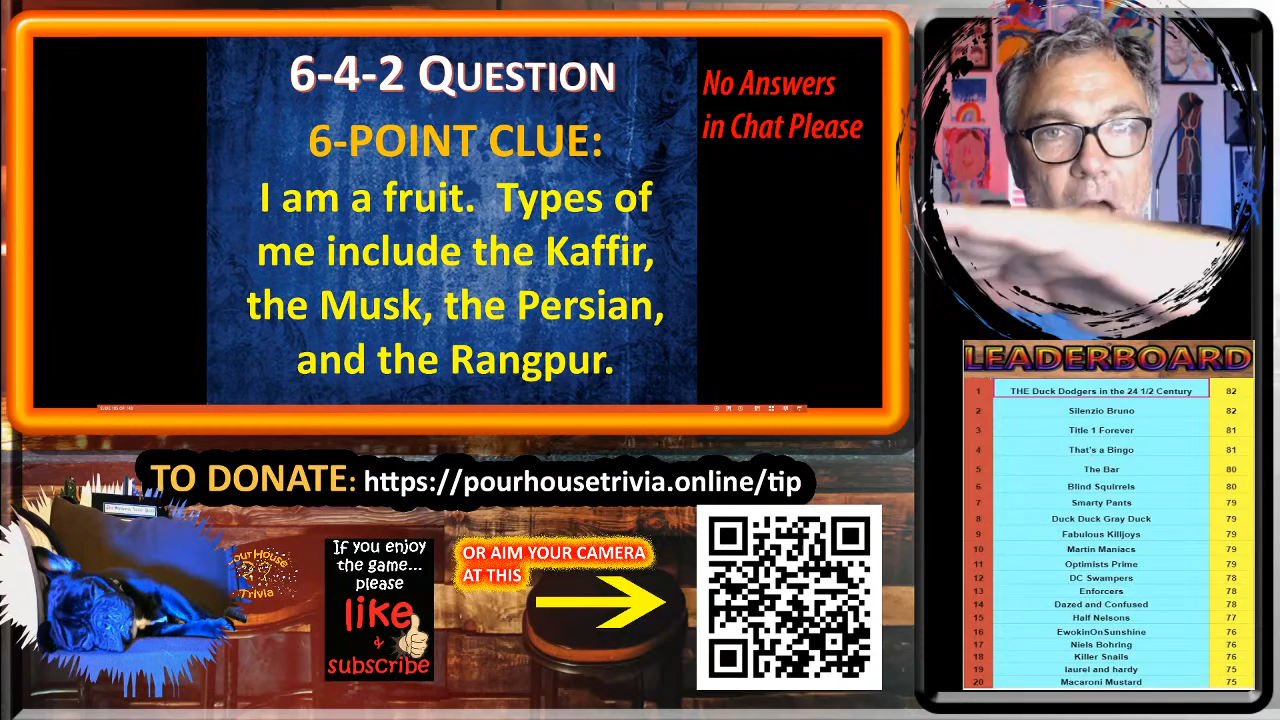 6-4-2 QUESTION
6-POINT CLUE:
I am a fruit.  Types of
me include the Kaffir,
the Musk, the Persian,
and the Rangpur.
No Answers
in Chat Please
LEADERBOARD
1 THE Duck Dodgers in the 24 1/2 Century 82
2 Silenzio Bruno 82
3 Title 1 Forever 81
4 That's a Bingo 81
5 The Bar 80
6 Blind Squirrels 80
7 Smarty Pants 79
8 Duck Duck Gray Duck 79
9 Fabulous Killjoys 79
10 Martin Maniacs 79
11 Optimists Prime 79
12 DC Swampers 78
13 Enforcers 78
14 Dazed and Confused 78
15 Half Nelsons 77
16 EwokinOnSunshine 76
17 Niels Bohring 76
18 Killer Snails 76
19 laurel and hardy 75
20 Macaroni Mustard 75
TO DONATE: https://pourhousetrivia.online/tip
Pour House
Trivia
If you enjoy
the game...
please
like
&
subscribe
OR AIM YOUR CAMERA
AT THIS